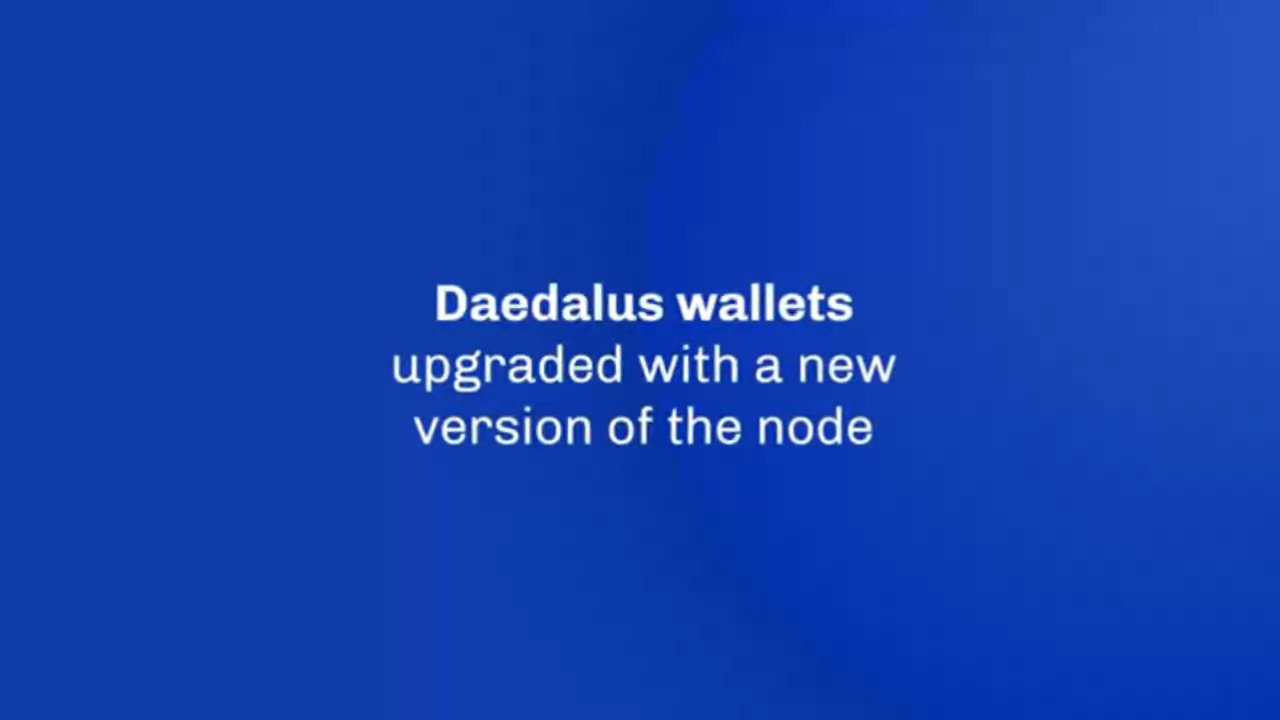 Daedalus wallets
upgraded with a new
version of the node